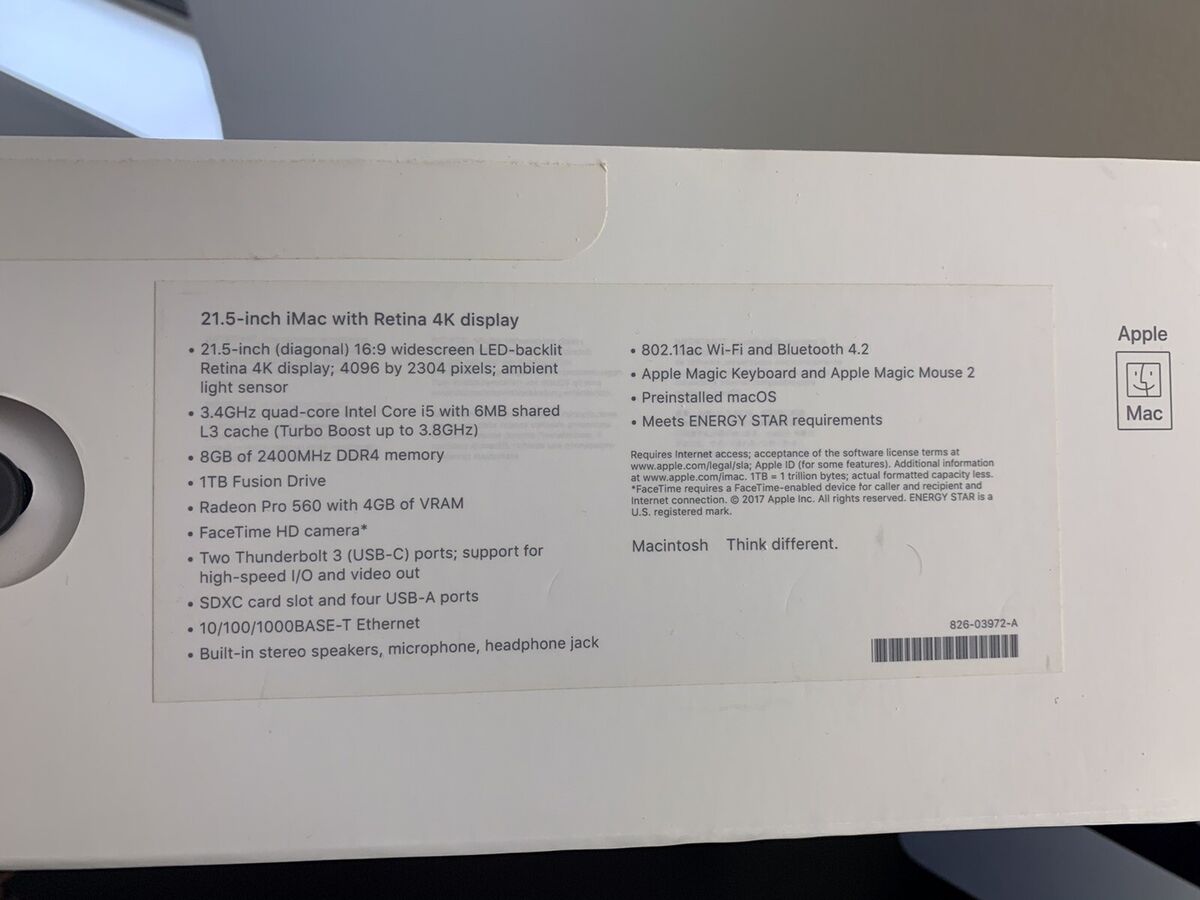 21.5-inch iMac with Retina 4K display
• 21.5-inch (diagonal) 16:9 widescreen LED-backlit
Retina 4K display; 4096 by 2304 pixels; ambient
light sensor
• 3.4GHz quad-core Intel Core i5 with 6MB shared
L3 cache (Turbo Boost up to 3.8GHz)
• 8GB of 2400MHz DDR4 memory
• 1TB Fusion Drive
• Radeon Pro 560 with 4GB of VRAM
• FaceTime HD camera*
• Two Thunderbolt 3 (USB-C) ports; support for
high-speed I/O and video out
• SDXC card slot and four USB-A ports
• 10/100/1000BASE-T Ethernet
• Built-in stereo speakers, microphone, headphone jack
• 802.11ac Wi-Fi and Bluetooth 4.2
• Apple Magic Keyboard and Apple Magic Mouse 2
• Preinstalled macOS
• Meets ENERGY STAR requirements
Requires Internet access; acceptance of the software license terms at
www.apple.com/legal/sla; Apple ID (for some features). Additional information
at www.apple.com/imac. 1TB = 1 trillion bytes; actual formatted capacity less.
*FaceTime requires a FaceTime-enabled device for caller and recipient and
Internet connection. © 2017 Apple Inc. All rights reserved. ENERGY STAR is a
U.S. registered mark.
Macintosh Think different.
826-03972-A
Apple
Mac